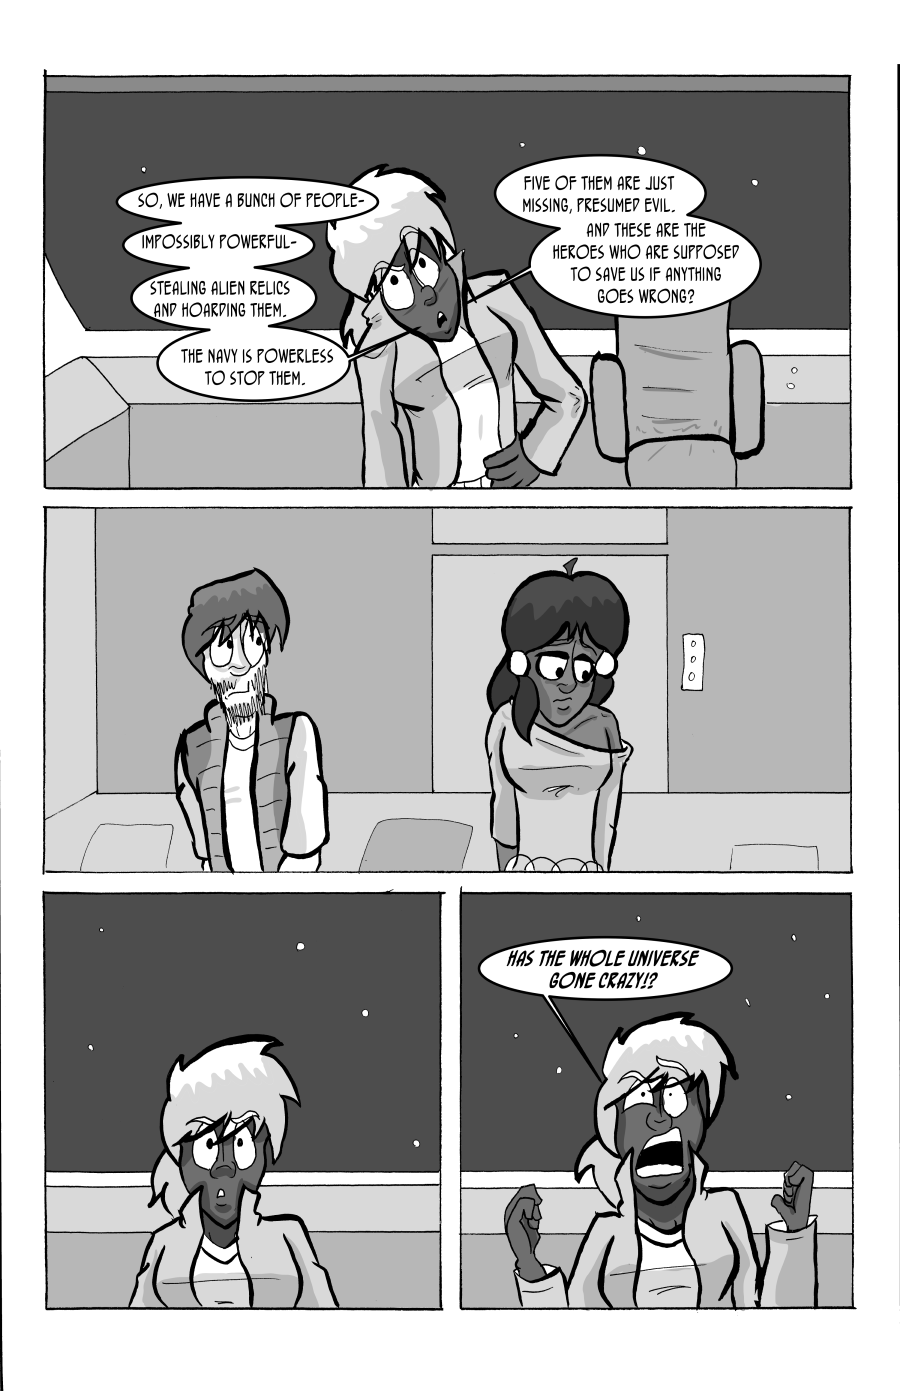 SO, WE HAVE A BUNCH OF PEOPLE-
IMPOSSIBLY POWERFUL-
STEALING ALIEN RELICS
AND HOARDING THEM.
THE NAVY IS POWERLESS
TO STOP THEM.
FIVE OF THEM ARE JUST
MISSING, PRESUMED EVIL.
AND THESE ARE THE
HEROES WHO ARE SUPPOSED
TO SAVE US IF ANYTHING
GOES WRONG?
HAS THE WHOLE UNIVERSE
GONE CRAZY!?